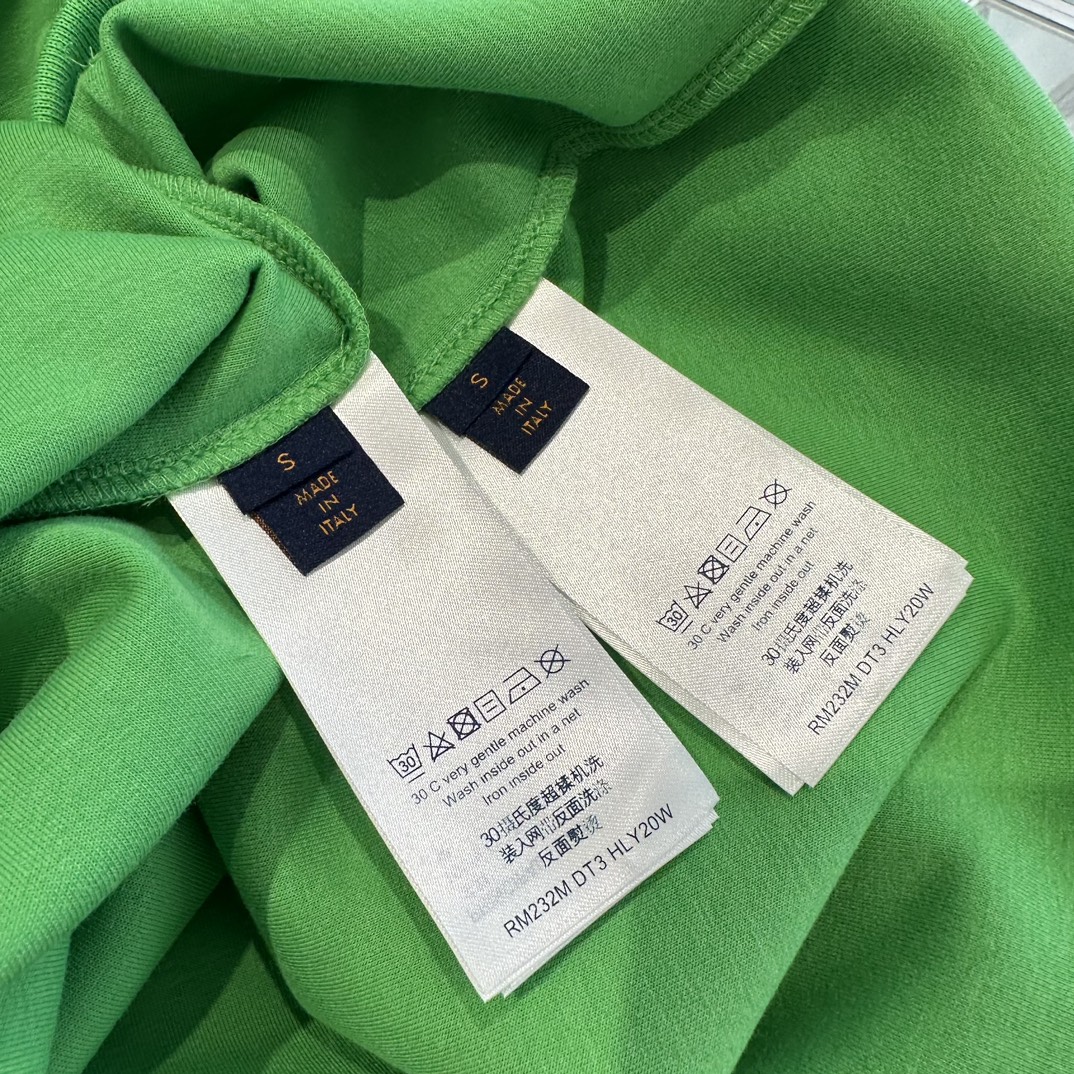 S
MADE
IN
ITALY
30
30 C very gentle machine wash
Wash inside out in a net
Iron inside out
30摄氏度超揉机洗
装入网带反面洗涤
反面熨烫
RM232M DT3 HLY20W
S
MADE
IN
ITALY
30
30 C very gentle machine wash
Wash inside out in a net
Iron inside out
30摄氏度超揉机洗
装入网带反面洗涤
反面熨烫
RM232M DT3 HLY20W